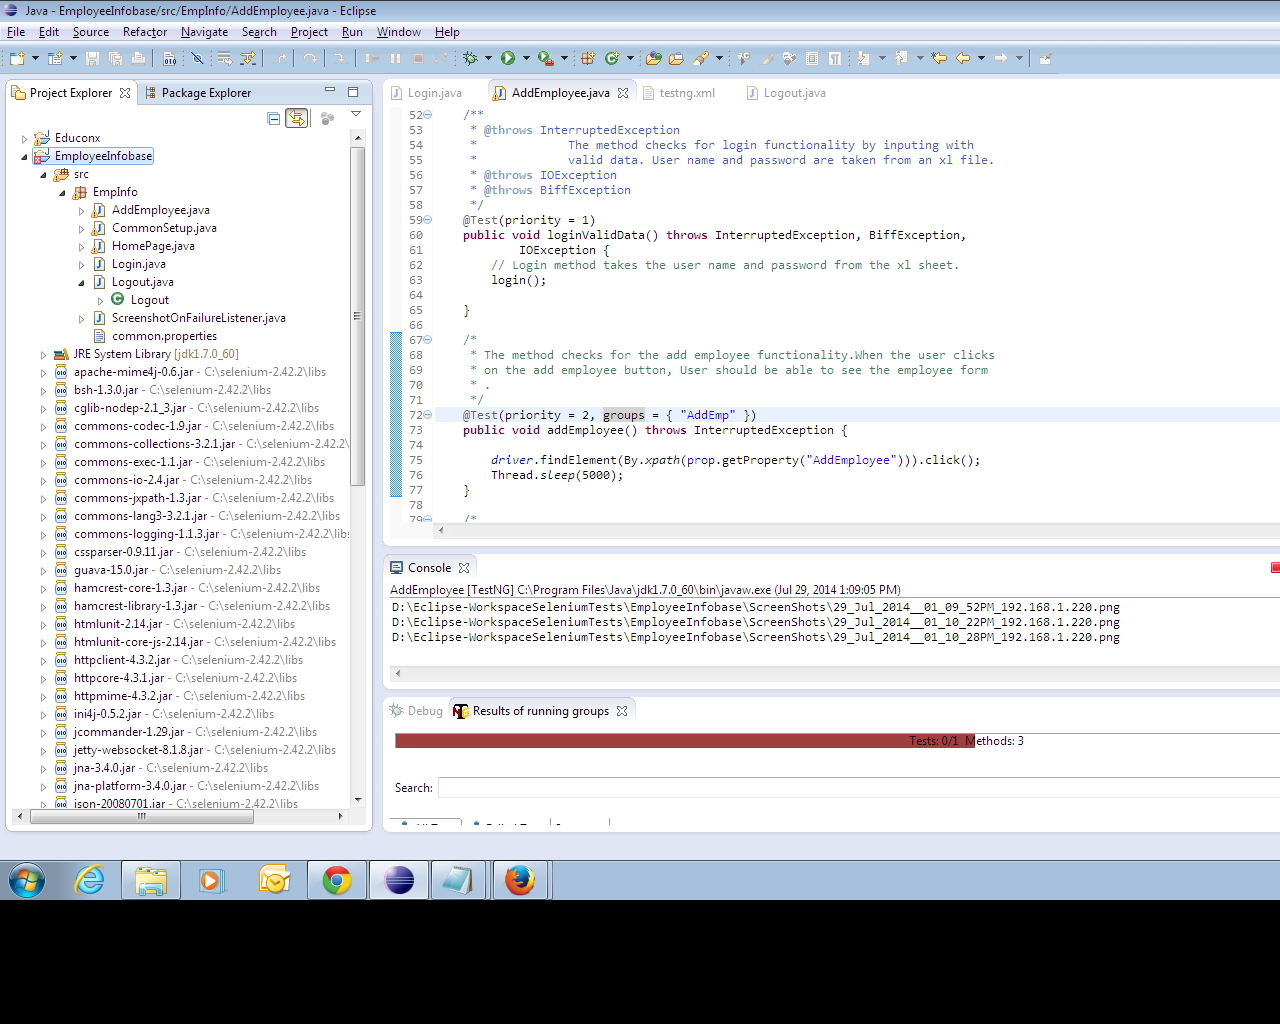 Java - EmployeeInfobase/src/EmpInfo/AddEmployee.java - Eclipse
File Edit Source Refactor Navigate Search Project Run Window Help
Project Explorer Package Explorer
Educonx
EmployeeInfobase
src
EmpInfo
AddEmployee.java
CommonSetup.java
HomePage.java
Login.java
Logout.java
Logout
ScreenshotOnFailureListener.java
common.properties
JRE System Library [jdk1.7.0_60]
apache-mime4j-0.6.jar - C:\selenium-2.42.2\libs
bsh-1.3.0.jar - C:\selenium-2.42.2\libs
cglib-nodep-2.1_3.jar - C:\selenium-2.42.2\libs
commons-codec-1.9.jar - C:\selenium-2.42.2\libs
commons-collections-3.2.1.jar - C:\selenium-2.42.2\l
commons-exec-1.1.jar - C:\selenium-2.42.2\libs
commons-io-2.4.jar - C:\selenium-2.42.2\libs
commons-jxpath-1.3.jar - C:\selenium-2.42.2\libs
commons-lang3-3.2.1.jar - C:\selenium-2.42.2\libs
commons-logging-1.1.3.jar - C:\selenium-2.42.2\lib
cssparser-0.9.11.jar - C:\selenium-2.42.2\libs
guava-15.0.jar - C:\selenium-2.42.2\libs
hamcrest-core-1.3.jar - C:\selenium-2.42.2\libs
hamcrest-library-1.3.jar - C:\selenium-2.42.2\libs
htmlunit-2.14.jar - C:\selenium-2.42.2\libs
htmlunit-core-js-2.14.jar - C:\selenium-2.42.2\libs
httpclient-4.3.2.jar - C:\selenium-2.42.2\libs
httpcore-4.3.1.jar - C:\selenium-2.42.2\libs
httpmime-4.3.2.jar - C:\selenium-2.42.2\libs
ini4j-0.5.2.jar - C:\selenium-2.42.2\libs
jcommander-1.29.jar - C:\selenium-2.42.2\libs
jetty-websocket-8.1.8.jar - C:\selenium-2.42.2\libs
jna-3.4.0.jar - C:\selenium-2.42.2\libs
jna-platform-3.4.0.jar - C:\selenium-2.42.2\libs
json-20080701.jar - C:\selenium-2.42.2\libs
Login.java AddEmployee.java testng.xml Logout.java
52 /**
53 * @throws InterruptedException
54 * The method checks for login functionality by inputing with
55 * valid data. User name and password are taken from an xl file.
56 * @throws IOException
57 * @throws BiffException
58 */
59 @Test(priority = 1)
60 public void loginValidData() throws InterruptedException, BiffException,
61 IOException {
62 // Login method takes the user name and password from the xl sheet.
63 login();
64
65 }
66
67 /*
68 * The method checks for the add employee functionality.When the user clicks
69 * on the add employee button, User should be able to see the employee form
70 * .
71 */
72 @Test(priority = 2, groups = { "AddEmp" })
73 public void addEmployee() throws InterruptedException {
74
75 driver.findElement(By.xpath(prop.getProperty("AddEmployee"))).click();
76 Thread.sleep(5000);
77 }
78
79 /*
Console
AddEmployee [TestNG] C:\Program Files\Java\jdk1.7.0_60\bin\javaw.exe (Jul 29, 2014 1:09:05 PM)
D:\Eclipse-WorkspaceSeleniumTests\EmployeeInfobase\ScreenShots\29_Jul_2014__01_09_52PM_192.168.1.220.png
D:\Eclipse-WorkspaceSeleniumTests\EmployeeInfobase\ScreenShots\29_Jul_2014__01_10_22PM_192.168.1.220.png
D:\Eclipse-WorkspaceSeleniumTests\EmployeeInfobase\ScreenShots\29_Jul_2014__01_10_28PM_192.168.1.220.png
Debug Results of running groups
Tests: 0/1 Methods: 3
Search: